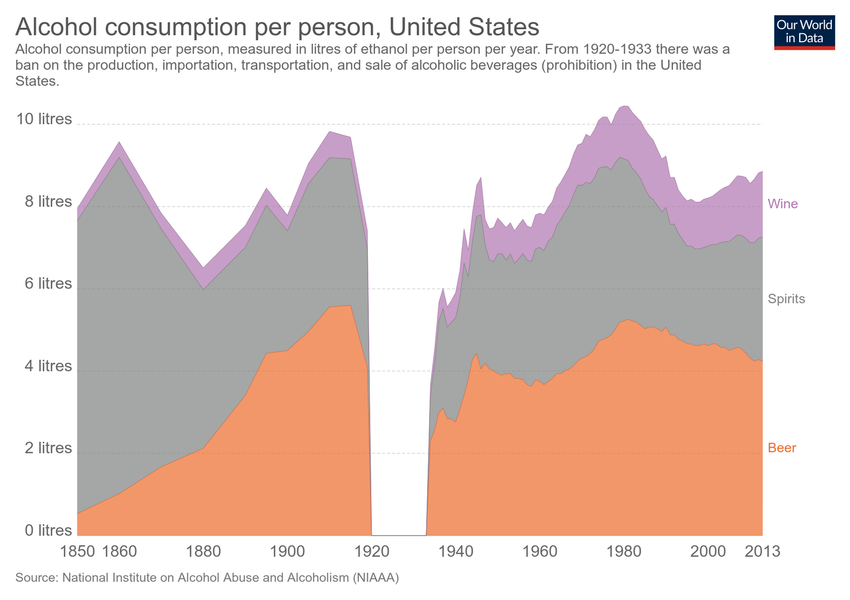 Alcohol consumption per person, United States
Our World
in Data
Alcohol consumption per person, measured in litres of ethanol per person per year. From 1920-1933 there was a
ban on the production, importation, transportation, and sale of alcoholic beverages (prohibition) in the United
States.
10 litres
8 litres
Wine
6 litres
Spirits
4 litres
2 litres
Beer
0 litres
1850 1860 1880 1900 1920 1940 1960 1980 2000 2013
Source: National Institute on Alcohol Abuse and Alcoholism (NIAAA)